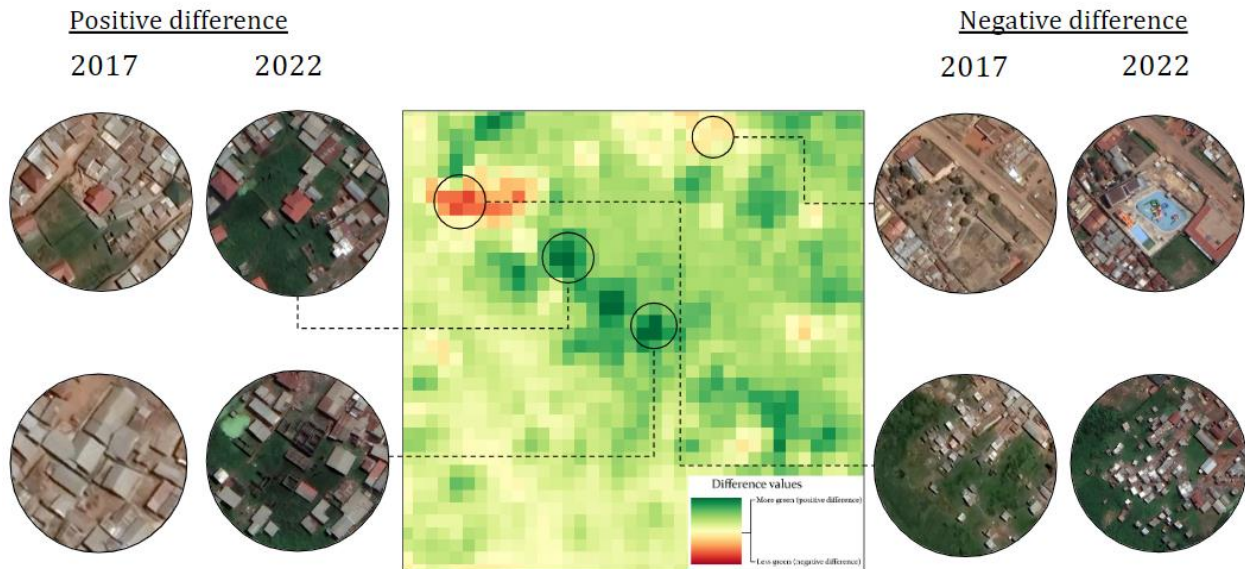 Positive difference
Negative difference
2017
2022
2017
2022
Difference values
More green (positive difference)
Less green (negative difference)